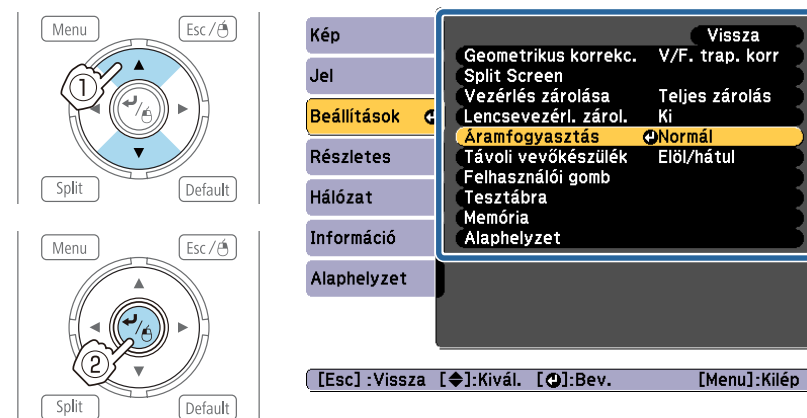 Menu
Esc/
1
Split
Default
Menu
Esc/
2
Split
Default
Kép
Jel
Beállítások
Részletes
Hálózat
Információ
Alaphelyzet
Vissza
Geometrikus korrekc. V/F. trap. korr
Split Screen
Vezérlés zárolása Teljes zárolás
Lencsevezérl. zárol. Ki
Áramfogyasztás Normál
Távoli vevőkészülék Elöl/hátul
Felhasználói gomb
Tesztábra
Memória
Alaphelyzet
[Esc] :Vissza [◆]:Kivál. [↵]:Bev. [Menu]:Kilép